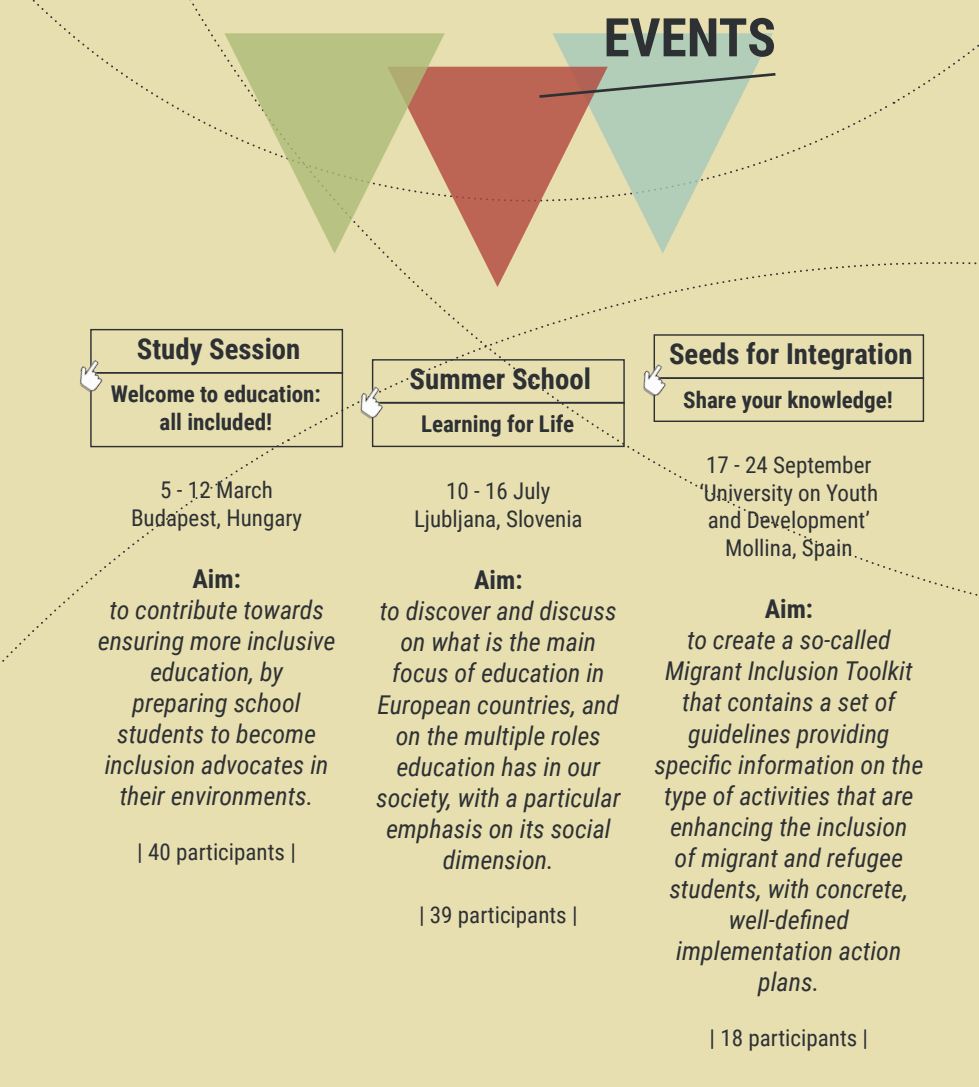 EVENTS
Study Session
Welcome to education:
all included!
5 - 12 March
Budapest, Hungary
Aim:
to contribute towards
ensuring more inclusive
education, by
preparing school
students to become
inclusion advocates in
their environments.
| 40 participants |
Summer School
Learning for Life
10 - 16 July
Ljubljana, Slovenia
Aim:
to discover and discuss
on what is the main
focus of education in
European countries, and
on the multiple roles
education has in our
society, with a particular
emphasis on its social
dimension.
| 39 participants |
Seeds for Integration
Share your knowledge!
17 - 24 September
‘University on Youth
and Development’
Mollina, Spain
Aim:
to create a so-called
Migrant Inclusion Toolkit
that contains a set of
guidelines providing
specific information on the
type of activities that are
enhancing the inclusion
of migrant and refugee
students, with concrete,
well-defined
implementation action
plans.
| 18 participants |